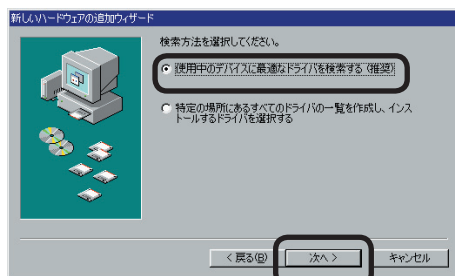 新しいハードウェアの追加ウィザード
検索方法を選択してください。
使用中のデバイスに最適なドライバを検索する (推奨)
特定の場所にあるすべてのドライバの一覧を作成し、インス
トールするドライバを選択する
< 戻る(B)
次へ >
キャンセル